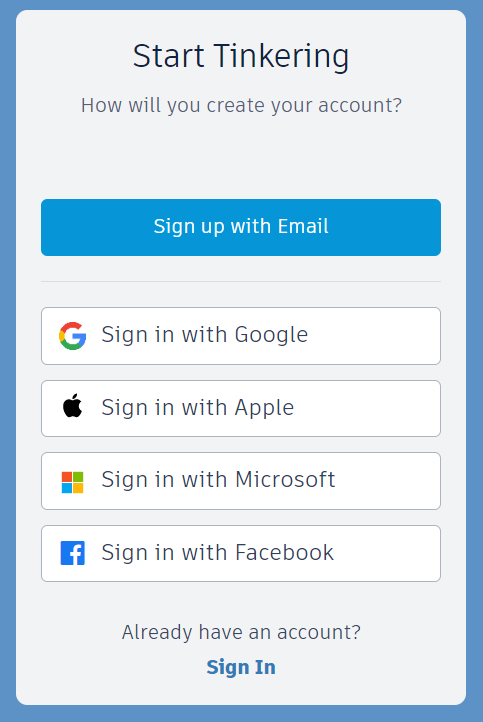 Start Tinkering
How will you create your account?
Sign up with Email
Sign in with Google
Sign in with Apple
Sign in with Microsoft
Sign in with Facebook
Already have an account?
Sign In